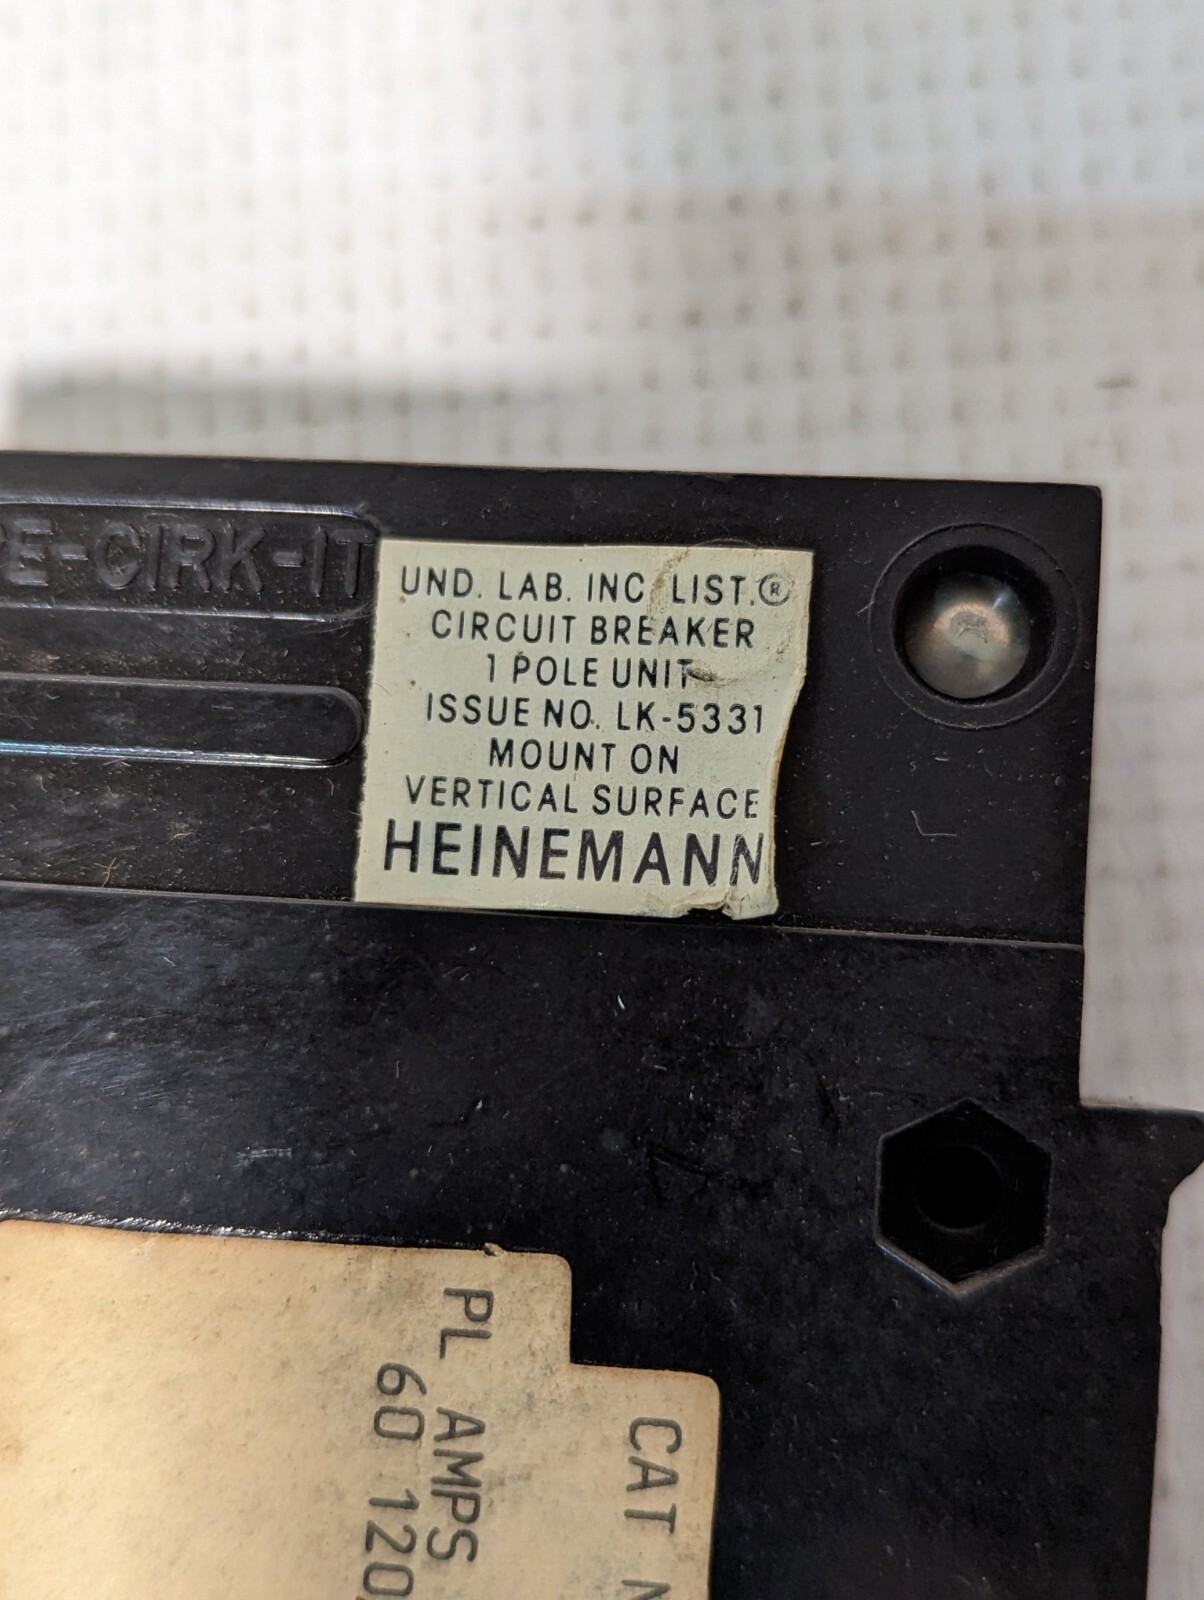 E-CIRK-IT
UND. LAB. INC. LIST.®
CIRCUIT BREAKER
1 POLE UNIT
ISSUE NO. LK-5331
MOUNT ON
VERTICAL SURFACE
HEINEMANN
CAT N
PL AMPS
60 120